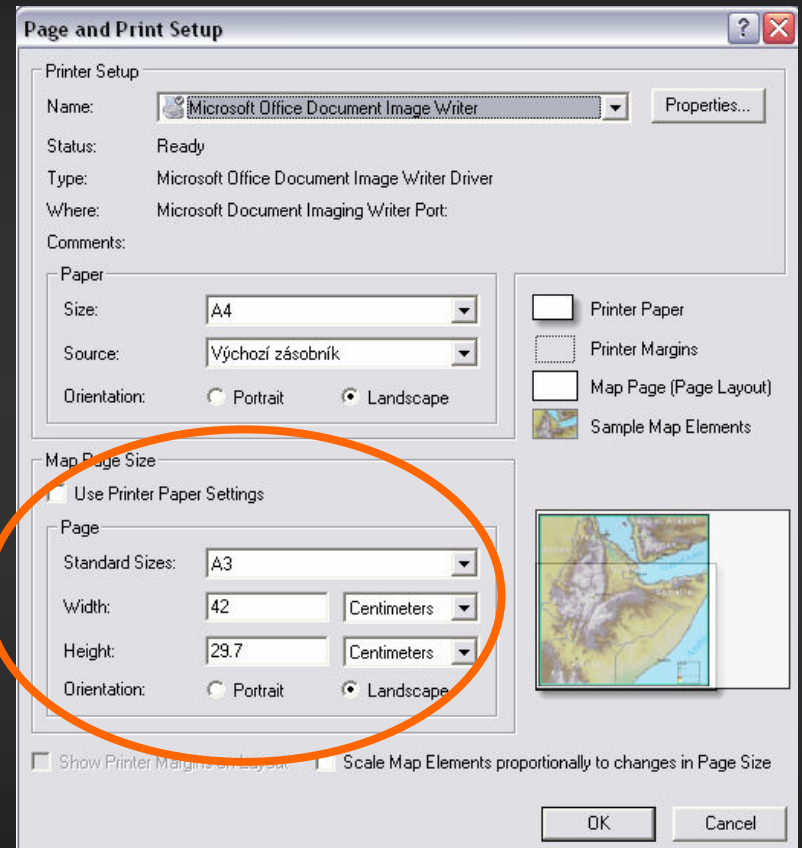 Page and Print Setup
Printer Setup
Name: Microsoft Office Document Image Writer Properties...
Status: Ready
Type: Microsoft Office Document Image Writer Driver
Where: Microsoft Document Imaging Writer Port:
Comments:
Paper
Size: A4
Source: Výchozí zásobník
Orientation: Portrait Landscape
Printer Paper
Printer Margins
Map Page (Page Layout)
Sample Map Elements
Map Page Size
Use Printer Paper Settings
Page
Standard Sizes: A3
Width: 42 Centimeters
Height: 29.7 Centimeters
Orientation: Portrait Landscape
Show Printer Margins on Layout Scale Map Elements proportionally to changes in Page Size
OK Cancel